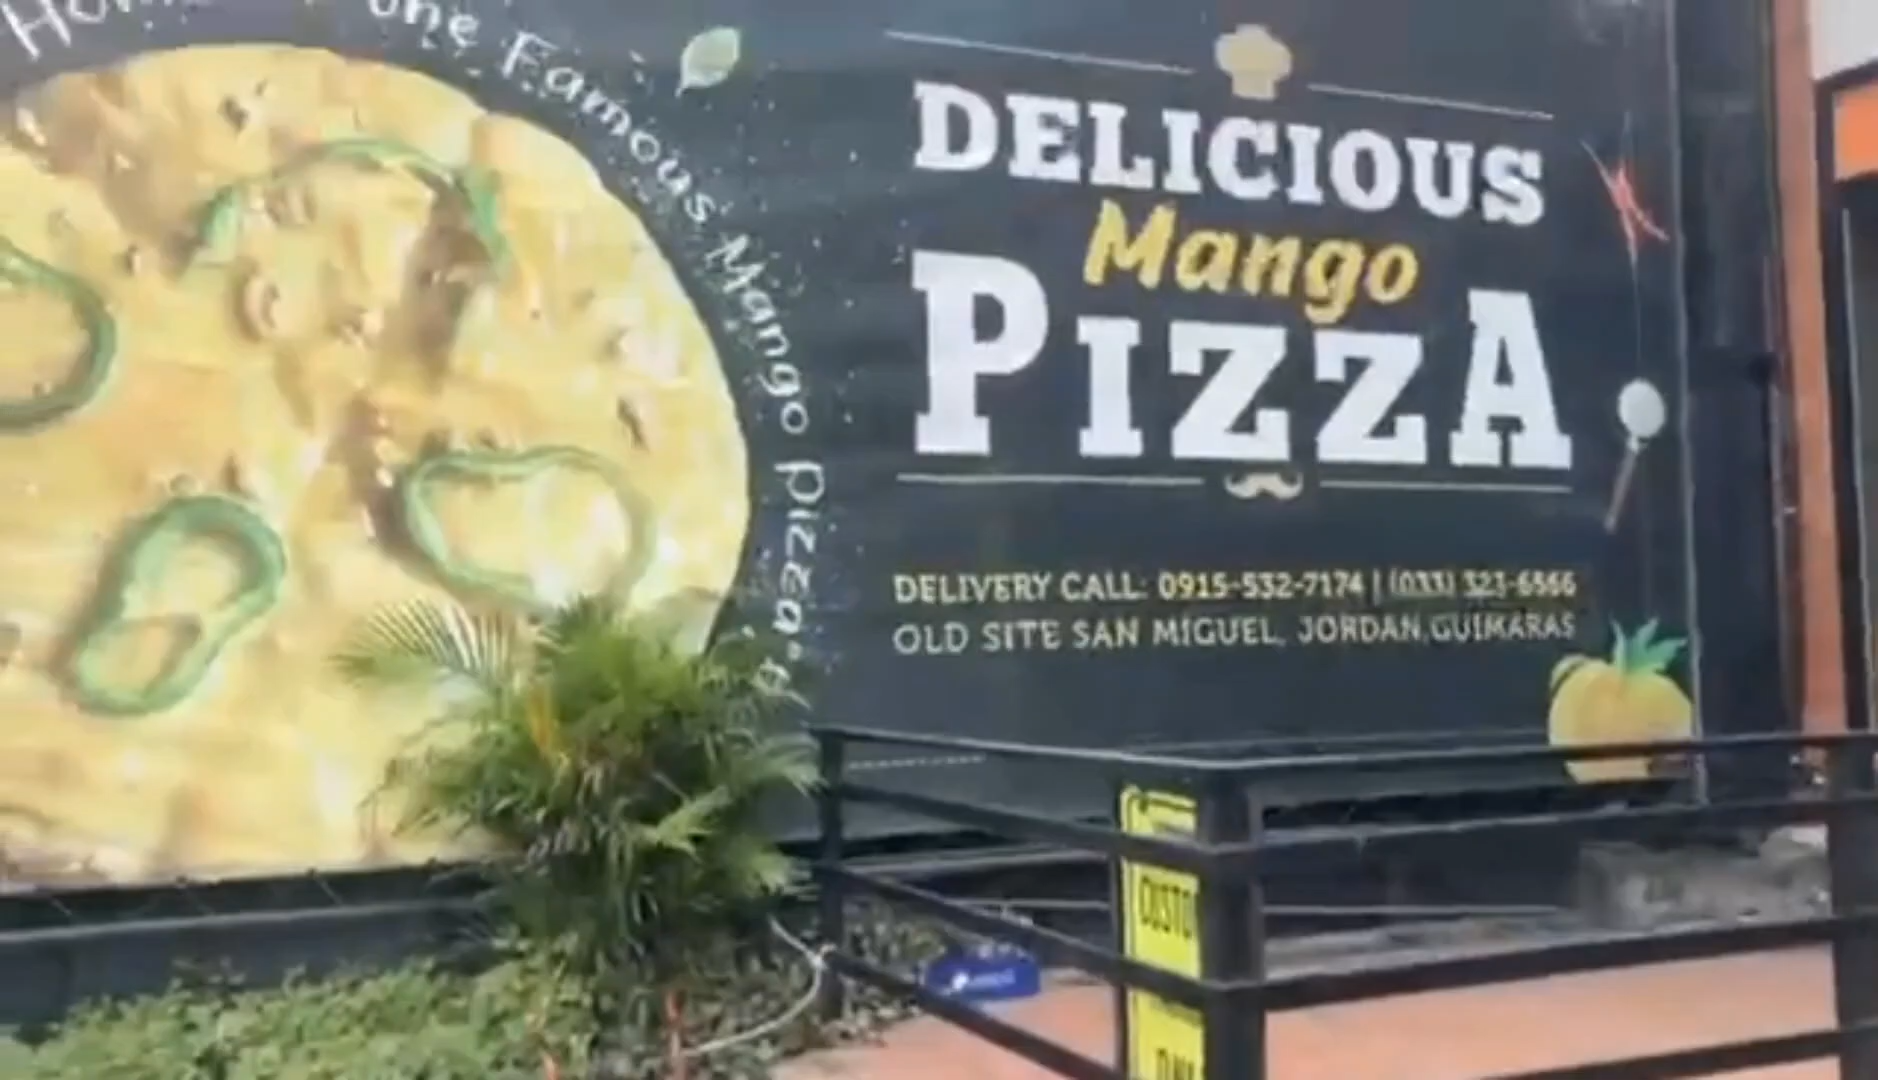 one Famous Mango Pizza.
DELICIOUS
Mango
PIZZA
DELIVERY CALL: 0915-532-7174 | (033) 323-6566
OLD SITE SAN MIGUEL, JORDAN, GUIMARAS
CUSTO